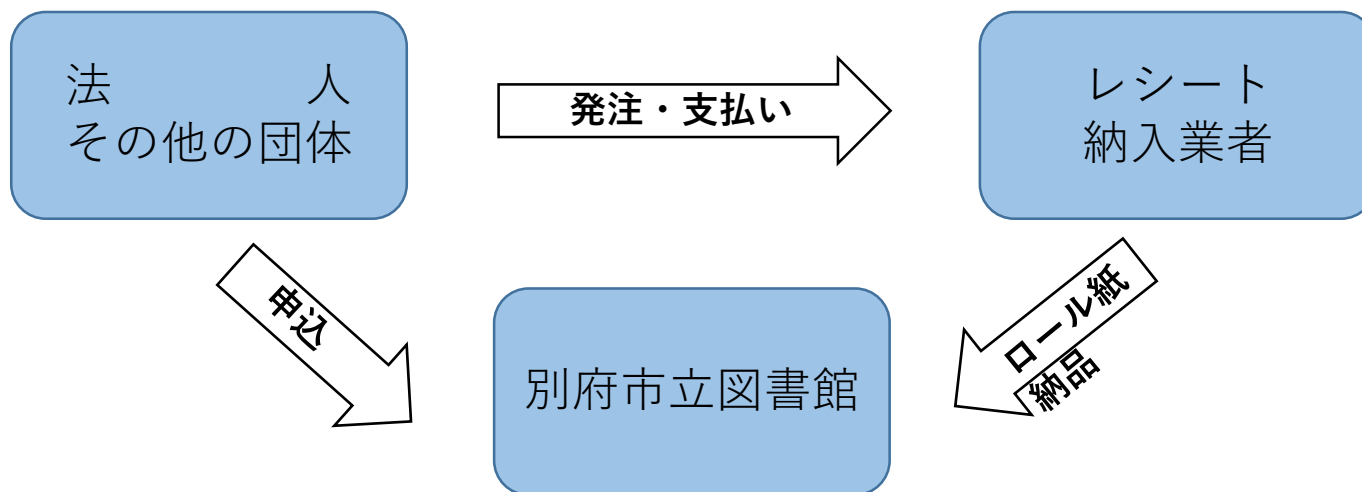 法　　　人
その他の団体
発注・支払い
レシート
納入業者
申込
ロール紙
納品
別府市立図書館